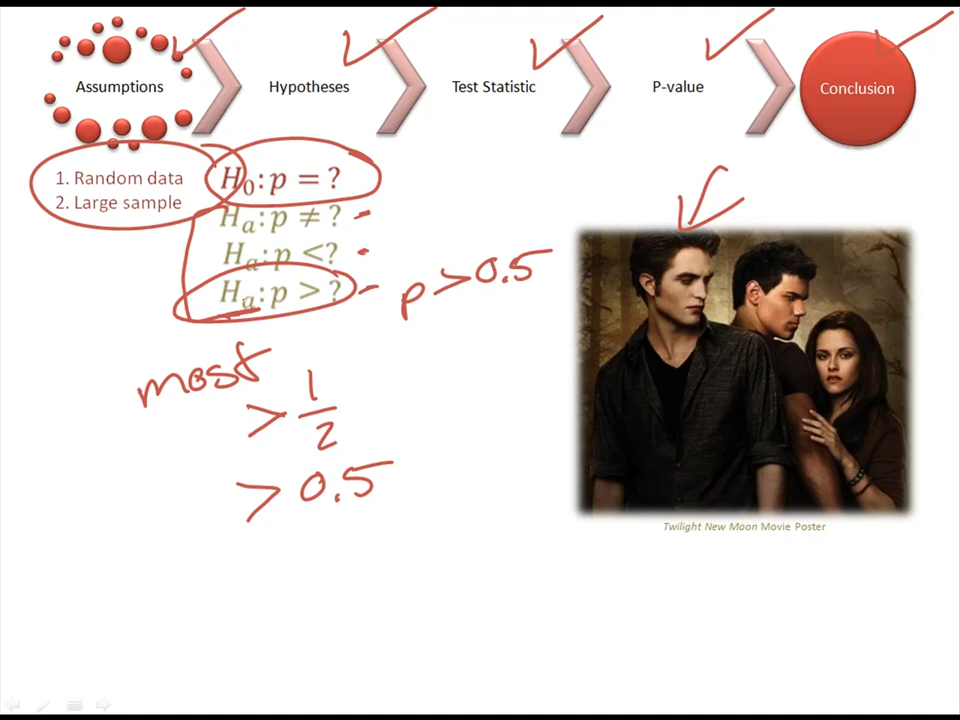 Assumptions
Hypotheses
Test Statistic
P-value
Conclusion
1. Random data
2. Large sample
H₀: p = ?
Hₐ: p ≠ ?
Hₐ: p <?
Hₐ: p > ?
p > 0.5
most
> 1/2
> 0.5
Twilight New Moon Movie Poster